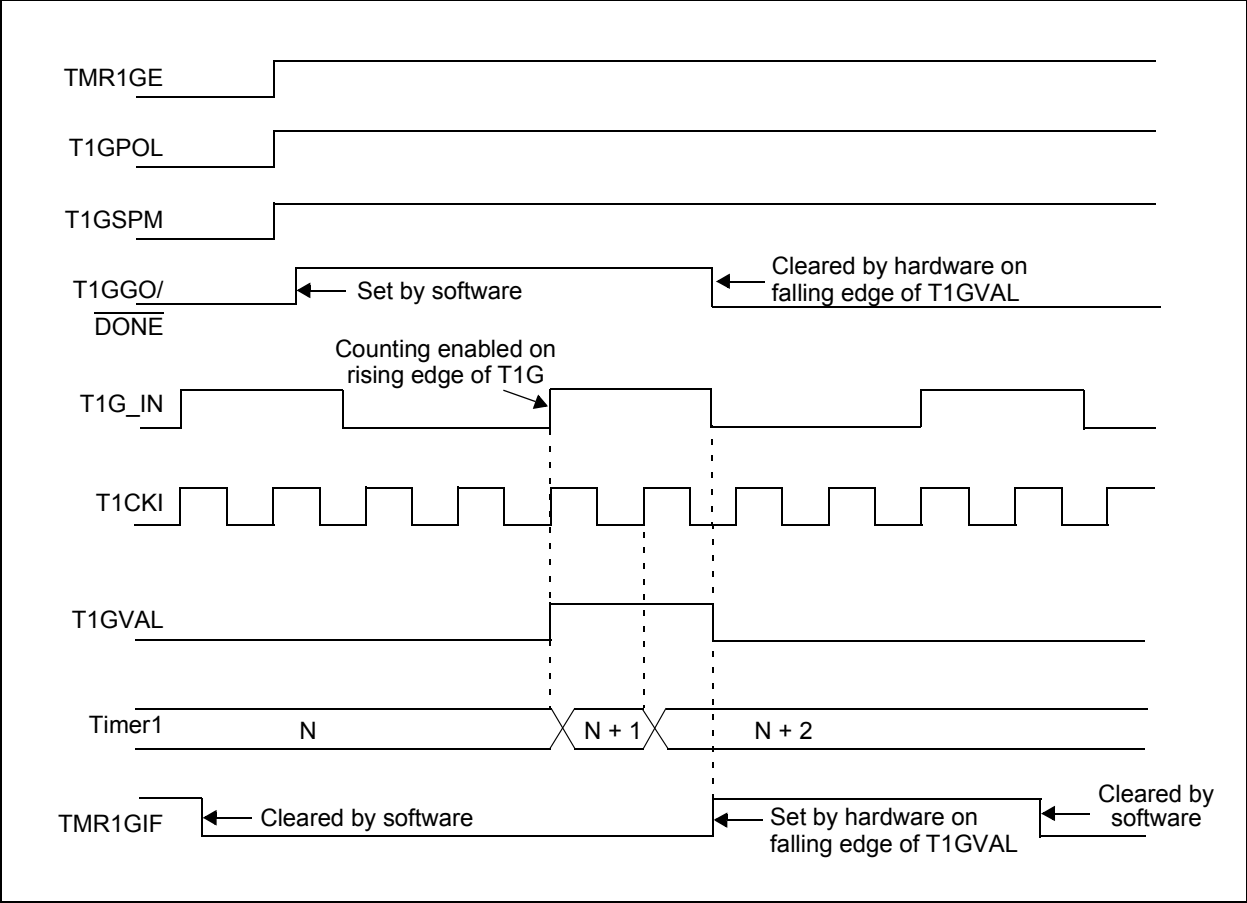 TMR1GE
T1GPOL
T1GSPM
T1GGO/
DONE
Set by software
Cleared by hardware on
falling edge of T1GVAL
Counting enabled on
rising edge of T1G
T1G_IN
T1CKI
T1GVAL
Timer1
N
N + 1
N + 2
TMR1GIF
Cleared by software
Set by hardware on
falling edge of T1GVAL
Cleared by
software